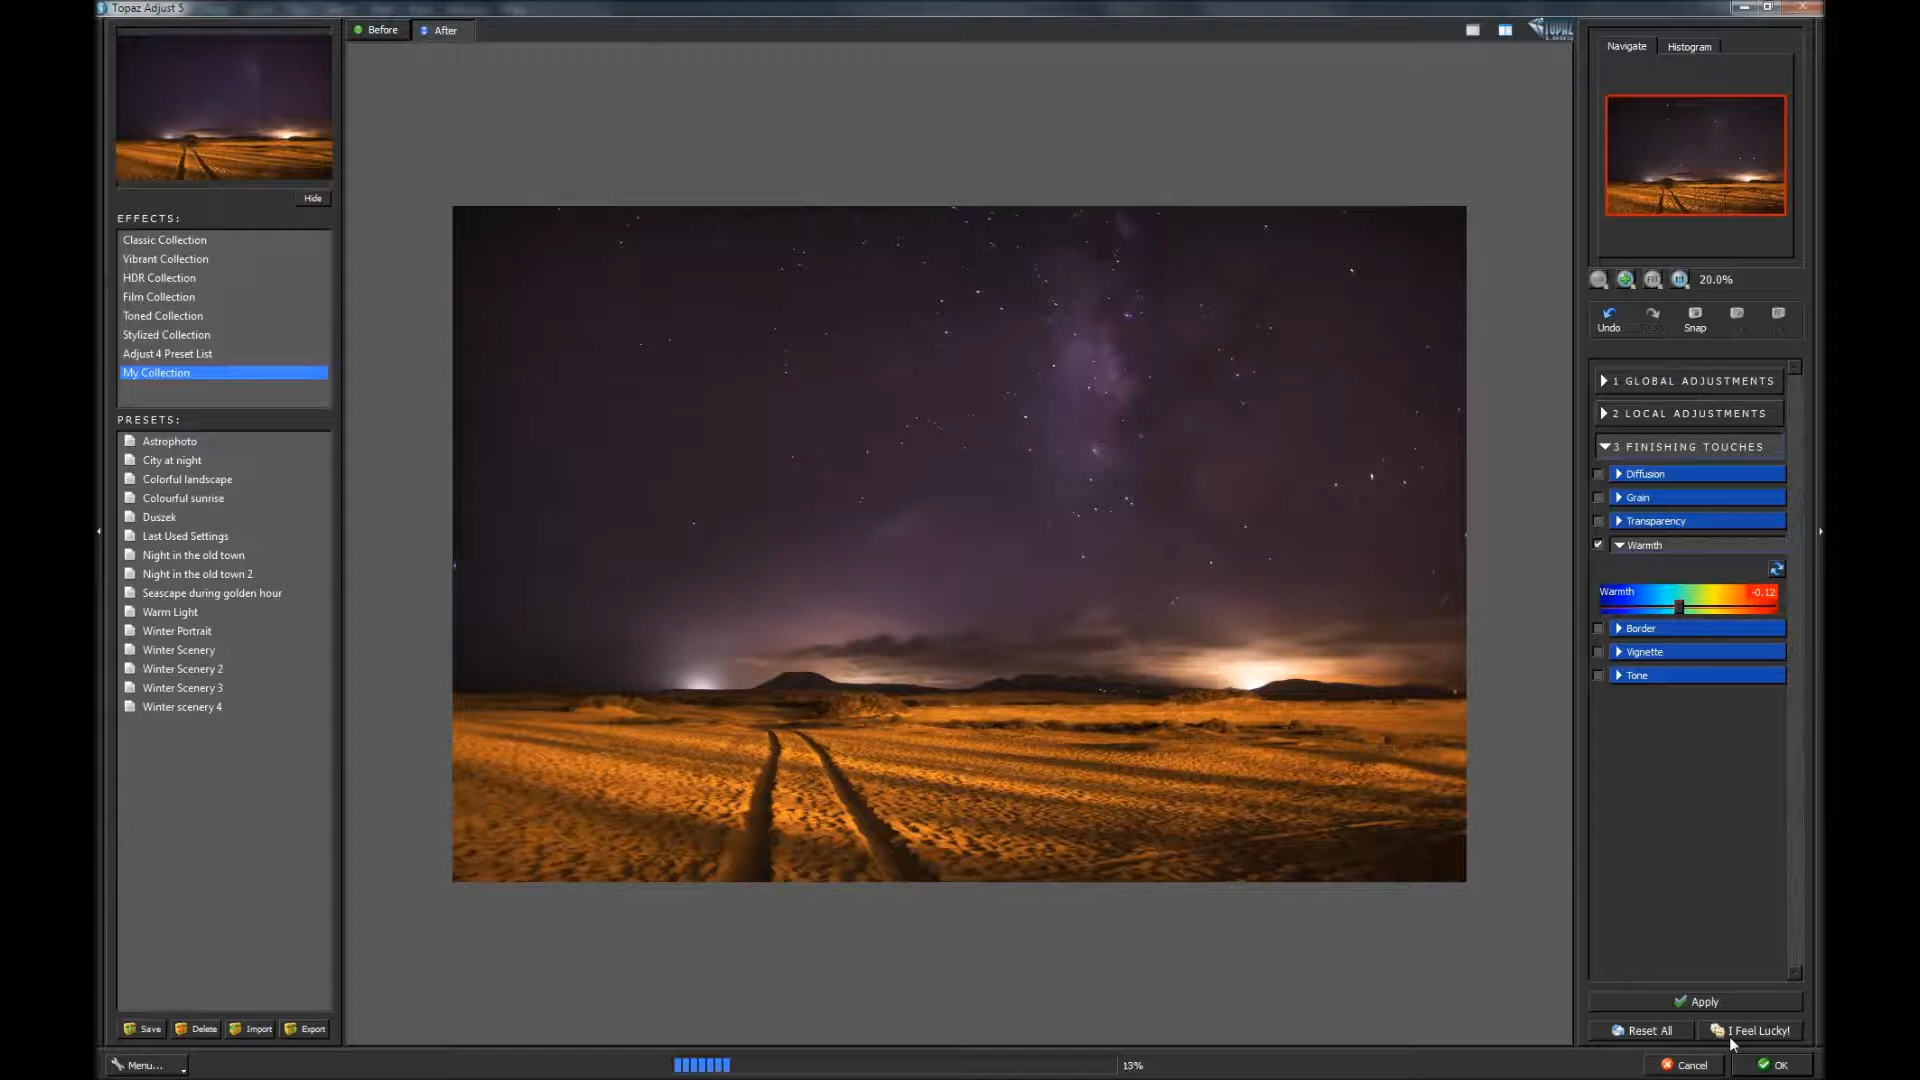 Topaz Adjust 5
Before
After
TOPAZ
Navigate
Histogram
Hide
20.0%
Undo
Snap
EFFECTS:
Classic Collection
Vibrant Collection
HDR Collection
Film Collection
Toned Collection
Stylized Collection
Adjust 4 Preset List
My Collection
PRESETS:
Astrophoto
City at night
Colorful landscape
Colourful sunrise
Duszek
Last Used Settings
Night in the old town
Night in the old town 2
Seascape during golden hour
Warm Light
Winter Portrait
Winter Scenery
Winter Scenery 2
Winter Scenery 3
Winter scenery 4
1 GLOBAL ADJUSTMENTS
2 LOCAL ADJUSTMENTS
3 FINISHING TOUCHES
Diffusion
Grain
Transparency
Warmth
Warmth -0.12
Border
Vignette
Tone
Apply
Reset All
I Feel Lucky!
Save
Delete
Import
Export
Menu...
13%
Cancel
OK